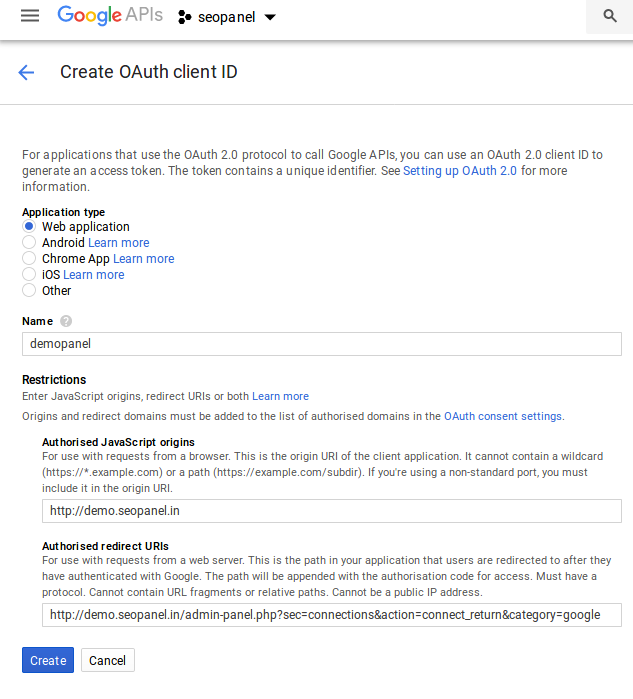 Google APIs seopanel
Create OAuth client ID
For applications that use the OAuth 2.0 protocol to call Google APIs, you can use an OAuth 2.0 client ID to
generate an access token. The token contains a unique identifier. See Setting up OAuth 2.0 for more
information.
Application type
Web application
Android Learn more
Chrome App Learn more
iOS Learn more
Other
Name ?
demopanel
Restrictions
Enter JavaScript origins, redirect URIs or both Learn more
Origins and redirect domains must be added to the list of authorised domains in the OAuth consent settings.
Authorised JavaScript origins
For use with requests from a browser. This is the origin URI of the client application. It cannot contain a wildcard
(https://*.example.com) or a path (https://example.com/subdir). If you're using a non-standard port, you must
include it in the origin URI.
http://demo.seopanel.in
Authorised redirect URIs
For use with requests from a web server. This is the path in your application that users are redirected to after they
have authenticated with Google. The path will be appended with the authorisation code for access. Must have a
protocol. Cannot contain URL fragments or relative paths. Cannot be a public IP address.
http://demo.seopanel.in/admin-panel.php?sec=connections&action=connect_return&category=google
Create Cancel